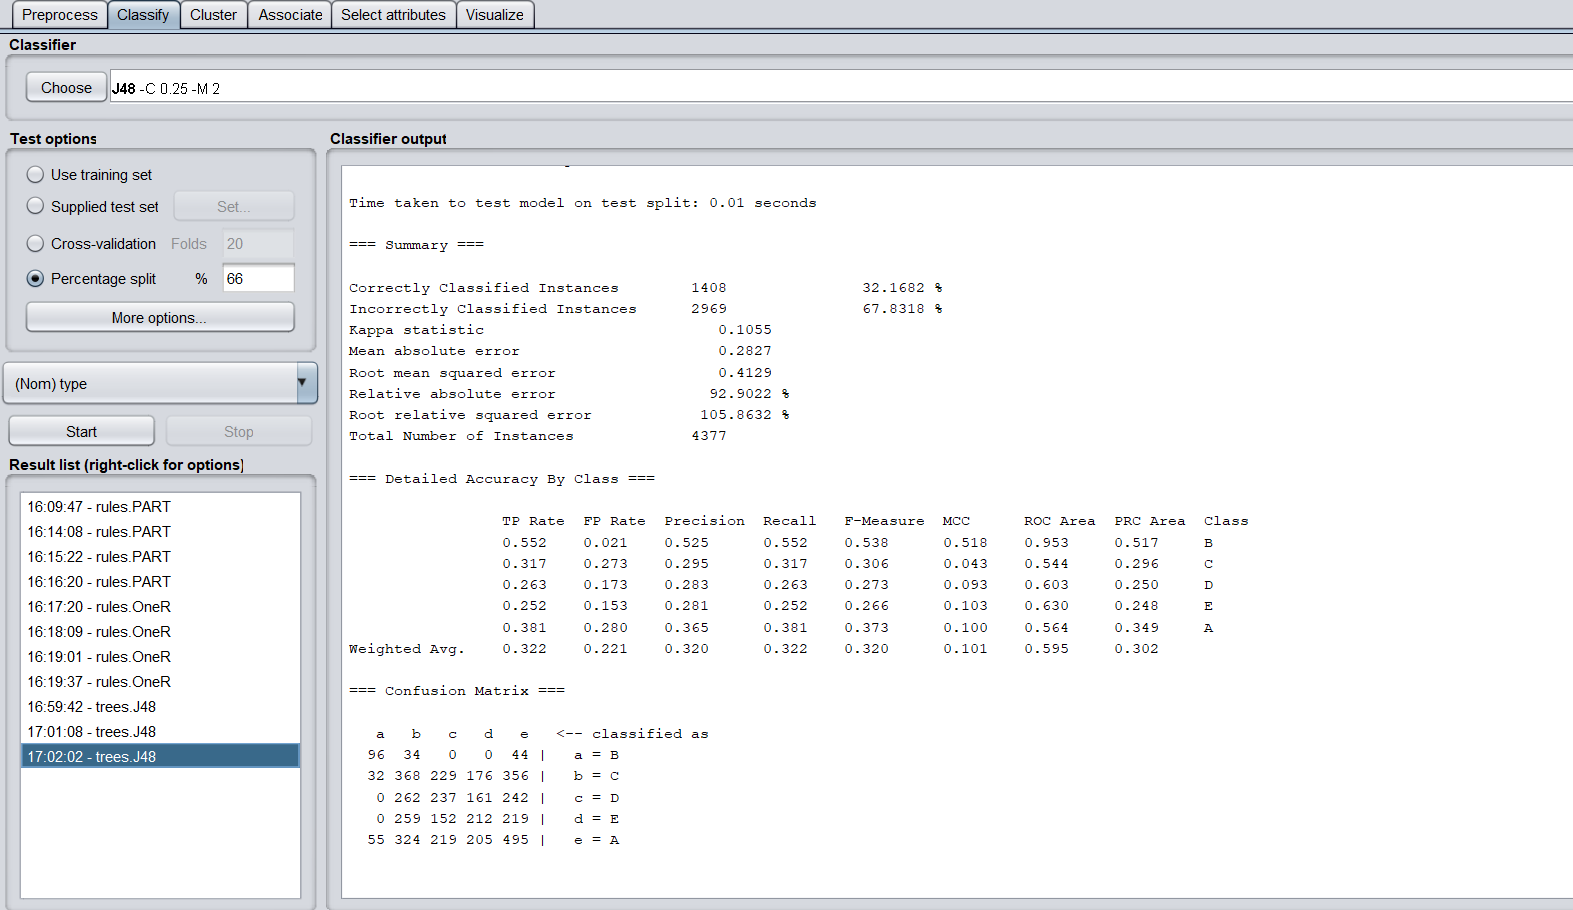 Preprocess Classify Cluster Associate Select attributes Visualize
Classifier
Choose J48 -C 0.25 -M 2
Test options
Use training set
Supplied test set Set...
Cross-validation Folds 20
Percentage split % 66
More options...
(Nom) type
Start Stop
Result list (right-click for options)
16:09:47 - rules.PART
16:14:08 - rules.PART
16:15:22 - rules.PART
16:16:20 - rules.PART
16:17:20 - rules.OneR
16:18:09 - rules.OneR
16:19:01 - rules.OneR
16:19:37 - rules.OneR
16:59:42 - trees.J48
17:01:08 - trees.J48
17:02:02 - trees.J48
Classifier output
Time taken to test model on test split: 0.01 seconds
=== Summary ===
Correctly Classified Instances 1408 32.1682 %
Incorrectly Classified Instances 2969 67.8318 %
Kappa statistic 0.1055
Mean absolute error 0.2827
Root mean squared error 0.4129
Relative absolute error 92.9022 %
Root relative squared error 105.8632 %
Total Number of Instances 4377
=== Detailed Accuracy By Class ===
TP Rate FP Rate Precision Recall F-Measure MCC ROC Area PRC Area Class
0.552 0.021 0.525 0.552 0.538 0.518 0.953 0.517 B
0.317 0.273 0.295 0.317 0.306 0.043 0.544 0.296 C
0.263 0.173 0.283 0.263 0.273 0.093 0.603 0.250 D
0.252 0.153 0.281 0.252 0.266 0.103 0.630 0.248 E
0.381 0.280 0.365 0.381 0.373 0.100 0.564 0.349 A
Weighted Avg. 0.322 0.221 0.320 0.322 0.320 0.101 0.595 0.302
=== Confusion Matrix ===
a b c d e <-- classified as
96 34 0 0 44 | a = B
32 368 229 176 356 | b = C
0 262 237 161 242 | c = D
0 259 152 212 219 | d = E
55 324 219 205 495 | e = A